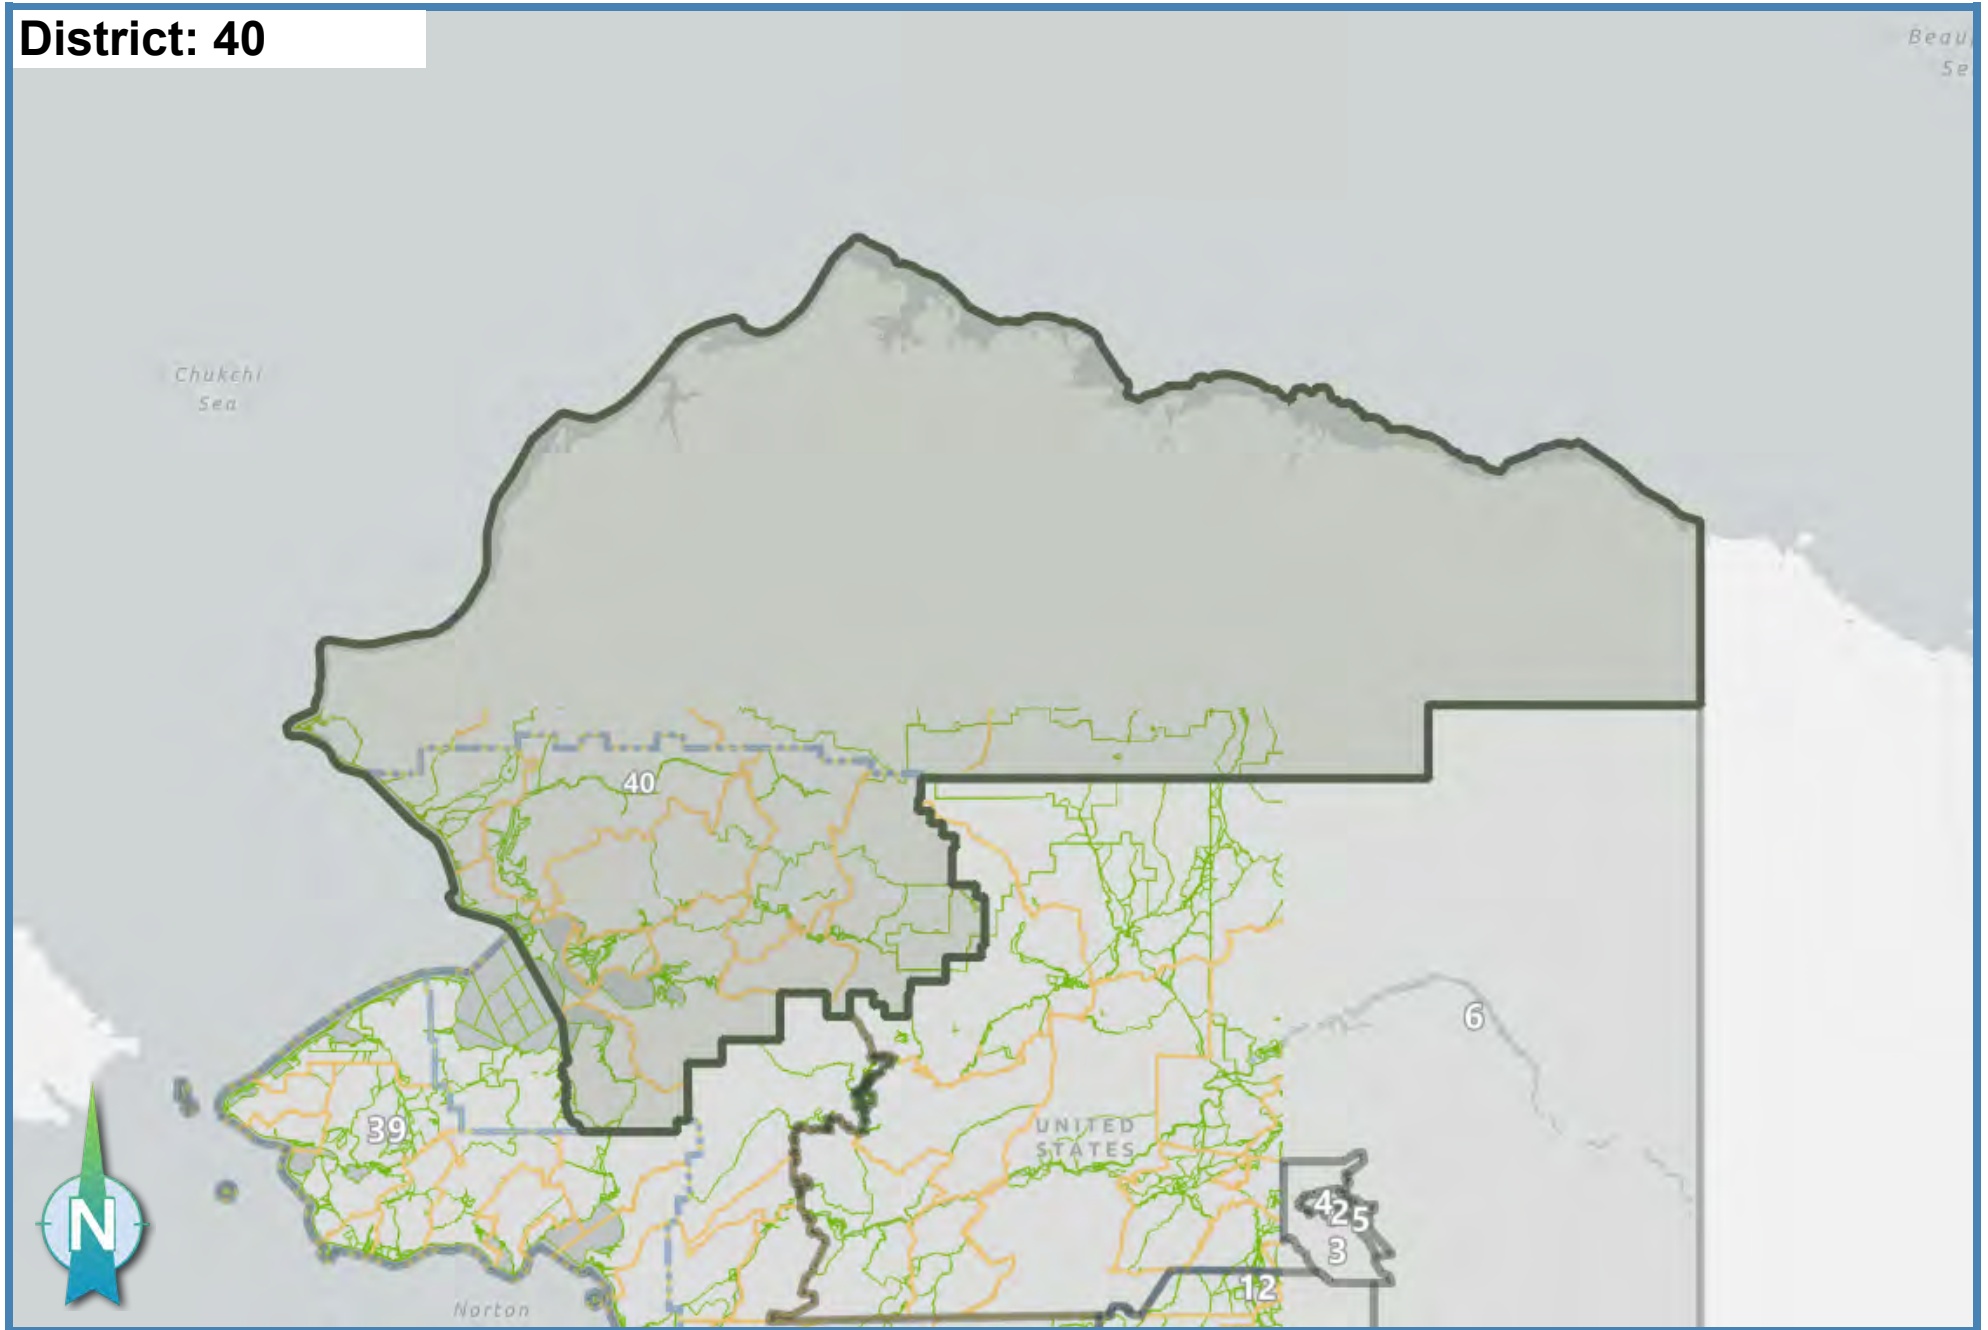 District: 40
Beau
Se
Chukchi
Sea
40
6
39
UNITED
STATES
4
2
5
3
12
Norton
N